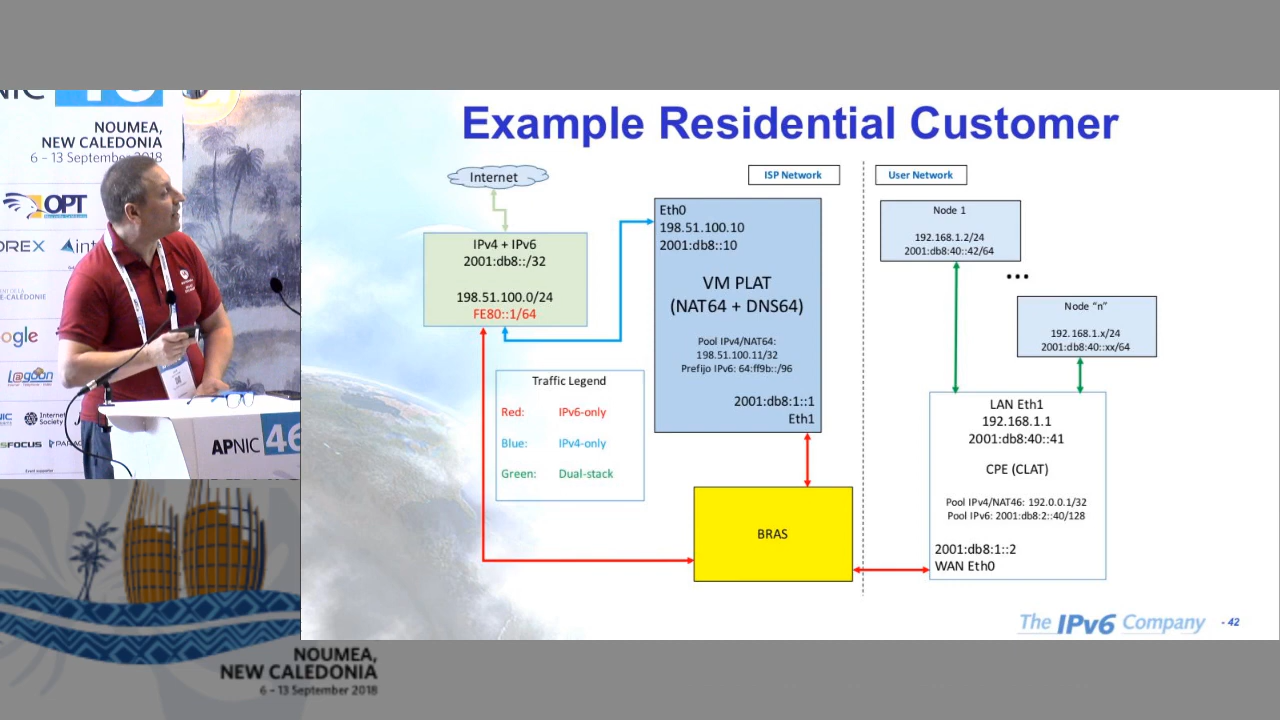 NOUMEA,
NEW CALEDONIA
6 - 13 September 2018
OPT
Google
Lagoon
Internet
Society
APNIC 46
Example Residential Customer
Internet
ISP Network
User Network
IPv4 + IPv6
2001:db8::/32
198.51.100.0/24
FE80::1/64
Eth0
198.51.100.10
2001:db8::10
VM PLAT
(NAT64 + DNS64)
Pool IPv4/NAT64:
198.51.100.11/32
Prefijo IPv6: 64:ff9b::/96
2001:db8:1::1
Eth1
Node 1
192.168.1.2/24
2001:db8:40::42/64
...
Node “n”
192.168.1.x/24
2001:db8:40::xx/64
Traffic Legend
Red: IPv6-only
Blue: IPv4-only
Green: Dual-stack
LAN Eth1
192.168.1.1
2001:db8:40::41
CPE (CLAT)
Pool IPv4/NAT46: 192.0.0.1/32
Pool IPv6: 2001:db8:2::40/128
2001:db8:1::2
WAN Eth0
BRAS
The IPv6 Company
- 42
NOUMEA,
NEW CALEDONIA
6 - 13 September 2018